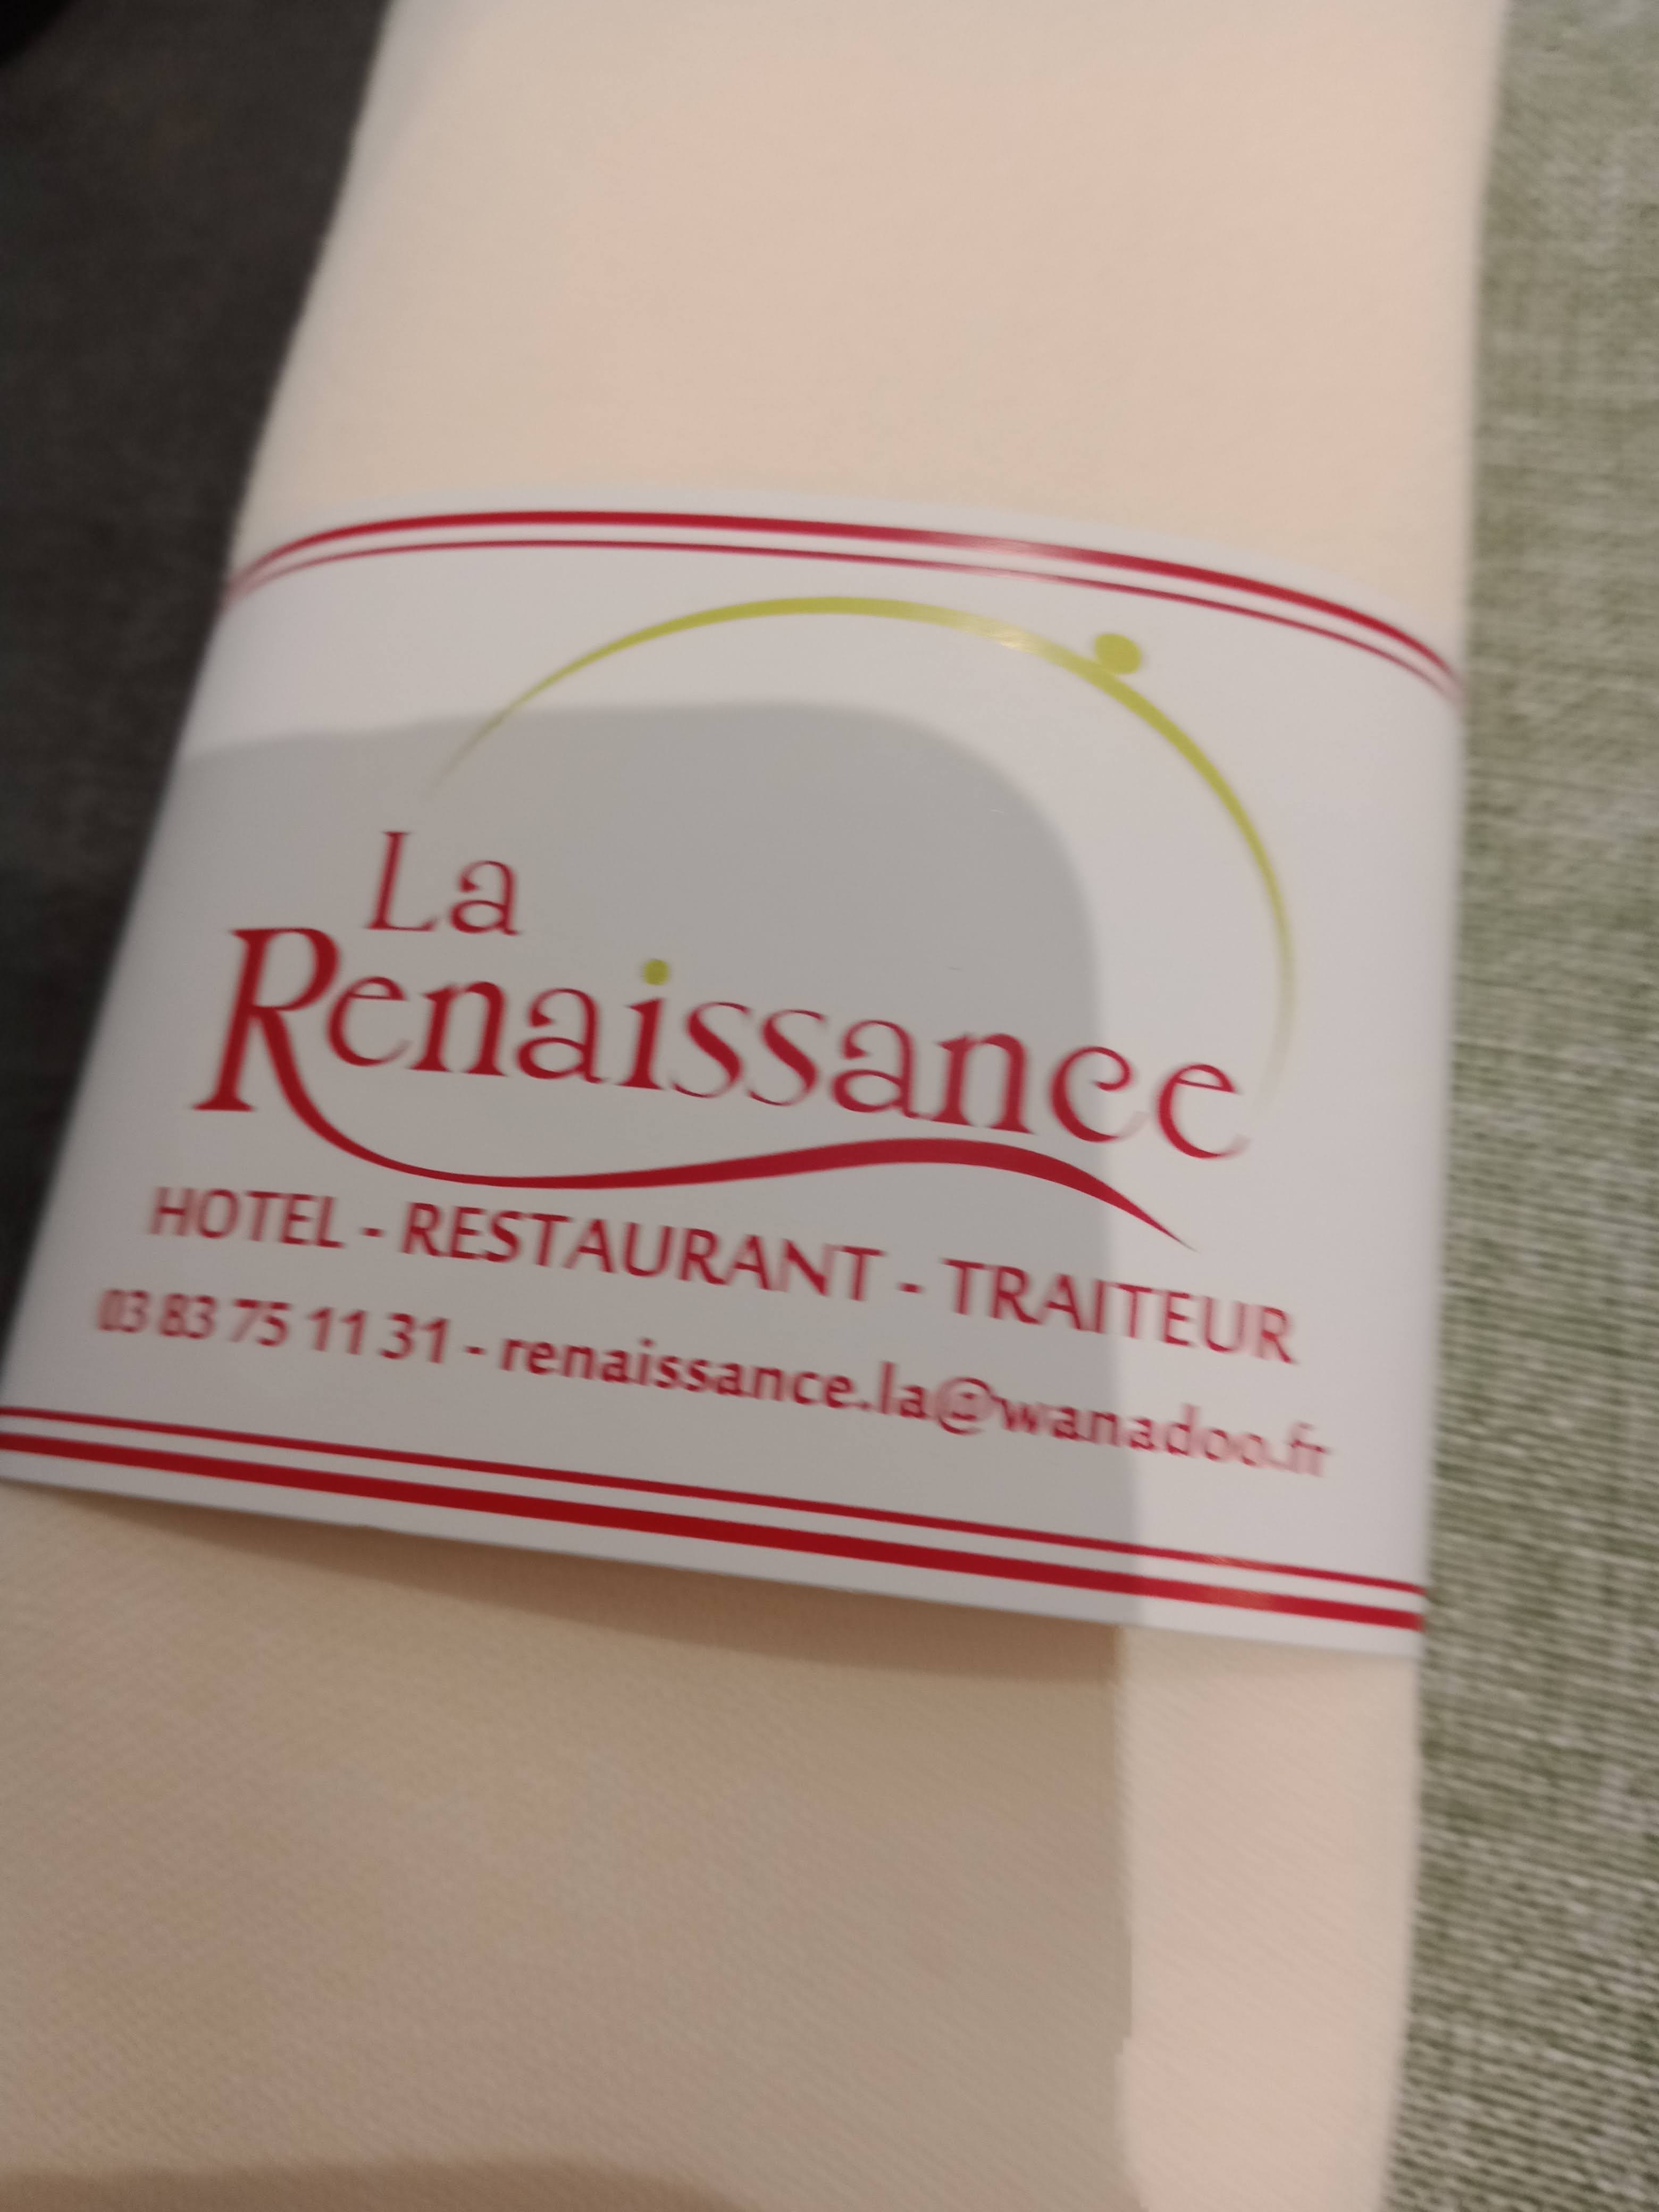 La
Renaissance
HOTEL - RESTAURANT - TRAITEUR
03 83 75 11 31 - renaissance.la@wanadoo.fr